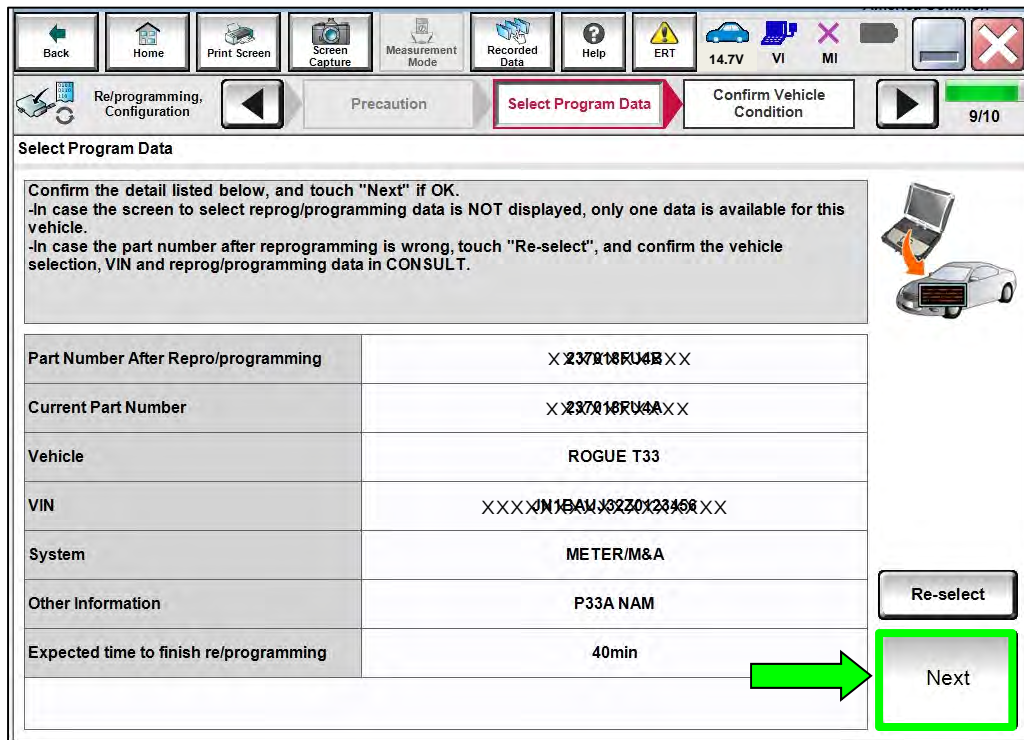 Back
Home
Print Screen
Screen
Capture
Measurement
Mode
Recorded
Data
Help
ERT
14.7V
VI
MI
Re/programming,
Configuration
Precaution
Select Program Data
Confirm Vehicle
Condition
9/10
Select Program Data
Confirm the detail listed below, and touch "Next" if OK.
-In case the screen to select reprog/programming data is NOT displayed, only one data is available for this
vehicle.
-In case the part number after reprogramming is wrong, touch "Re-select", and confirm the vehicle
selection, VIN and reprog/programming data in CONSULT.
Part Number After Repro/programming
Current Part Number
Vehicle
ROGUE T33
VIN
System
METER/M&A
Other Information
P33A NAM
Expected time to finish re/programming
40min
Re-select
Next